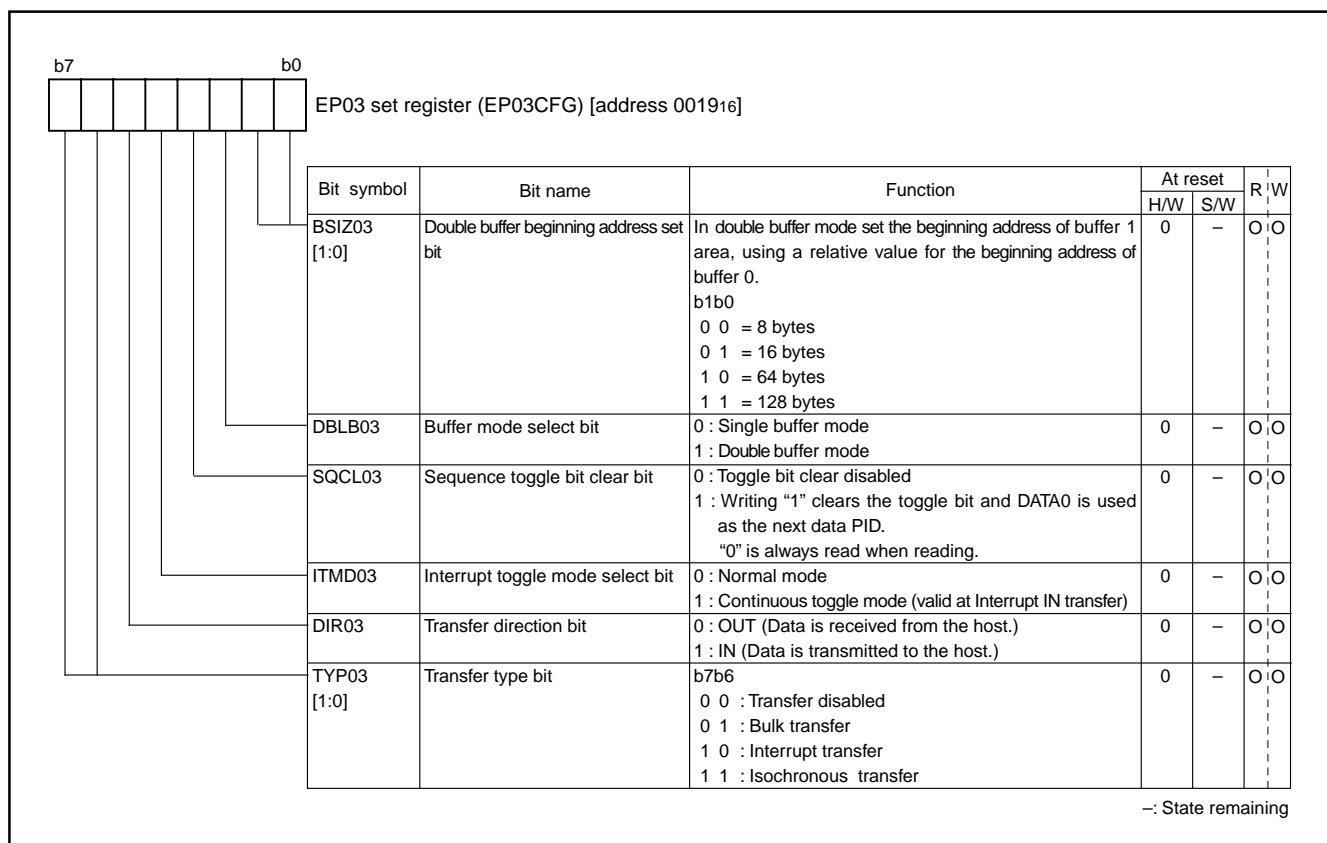 b7 b0
EP03 set register (EP03CFG) [address 001916]
Bit symbol Bit name Function At reset R W
H/W S/W
BSIZ03 Double buffer beginning address set In double buffer mode set the beginning address of buffer 1 0 – O O
[1:0] bit area, using a relative value for the beginning address of
buffer 0.
b1b0
0 0 = 8 bytes
0 1 = 16 bytes
1 0 = 64 bytes
1 1 = 128 bytes
DBLB03 Buffer mode select bit 0 : Single buffer mode 0 – O O
1 : Double buffer mode
SQCL03 Sequence toggle bit clear bit 0 : Toggle bit clear disabled 0 – O O
1 : Writing “1” clears the toggle bit and DATA0 is used
as the next data PID.
“0” is always read when reading.
ITMD03 Interrupt toggle mode select bit 0 : Normal mode 0 – O O
1 : Continuous toggle mode (valid at Interrupt IN transfer)
DIR03 Transfer direction bit 0 : OUT (Data is received from the host.) 0 – O O
1 : IN (Data is transmitted to the host.)
TYP03 Transfer type bit b7b6 0 – O O
[1:0] 0 0 : Transfer disabled
0 1 : Bulk transfer
1 0 : Interrupt transfer
1 1 : Isochronous transfer
–: State remaining